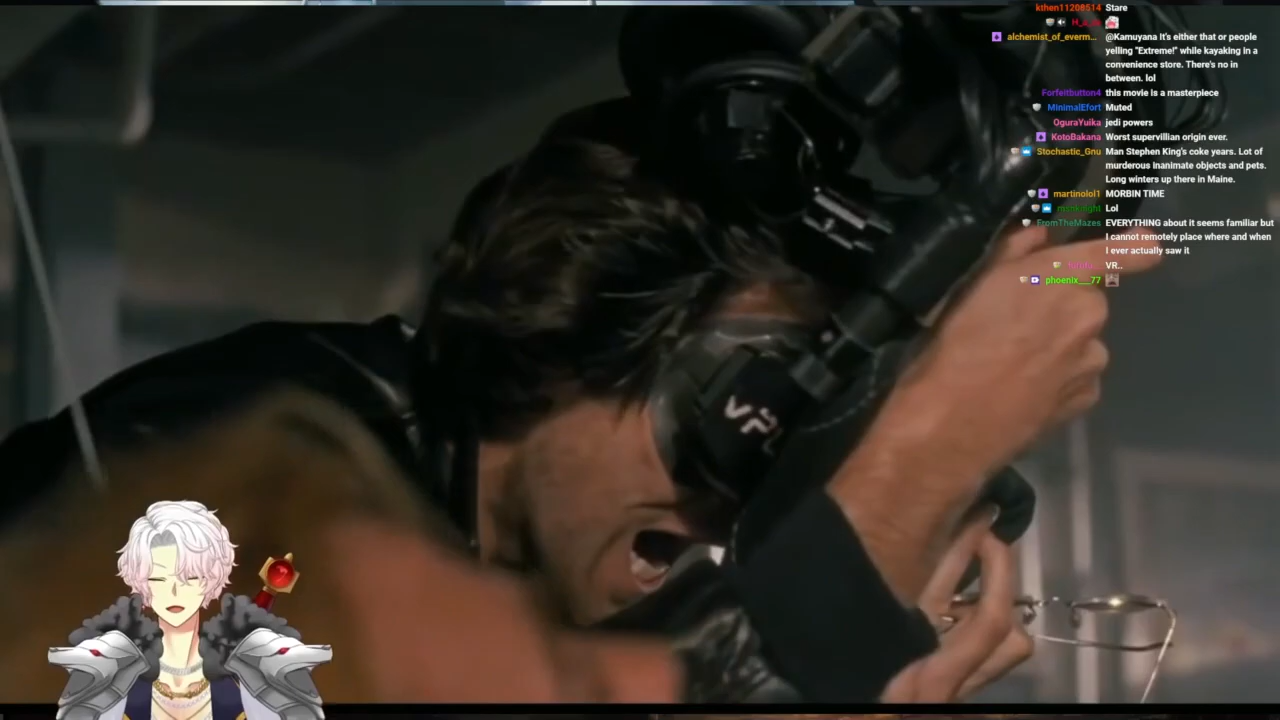 kthen11208514 Stare
alchemist_of_everm... @Kamuyana It's either that or people
yelling "Extreme!" while kayaking in a
convenience store. There's no in
between. lol
Forfeitbutton4 this movie is a masterpiece
MinimalEfort Muted
OguraYuika jedi powers
KotoBakana Worst supervillian origin ever.
Stochastic_Gnu Man Stephen King's coke years. Lot of
murderous inanimate objects and pets.
Long winters up there in Maine.
martinolol1 MORBIN TIME
Lol
FromTheMazes EVERYTHING about it seems familiar but
I cannot remotely place where and when
I ever actually saw it
VR..
phoenix__77
VPL